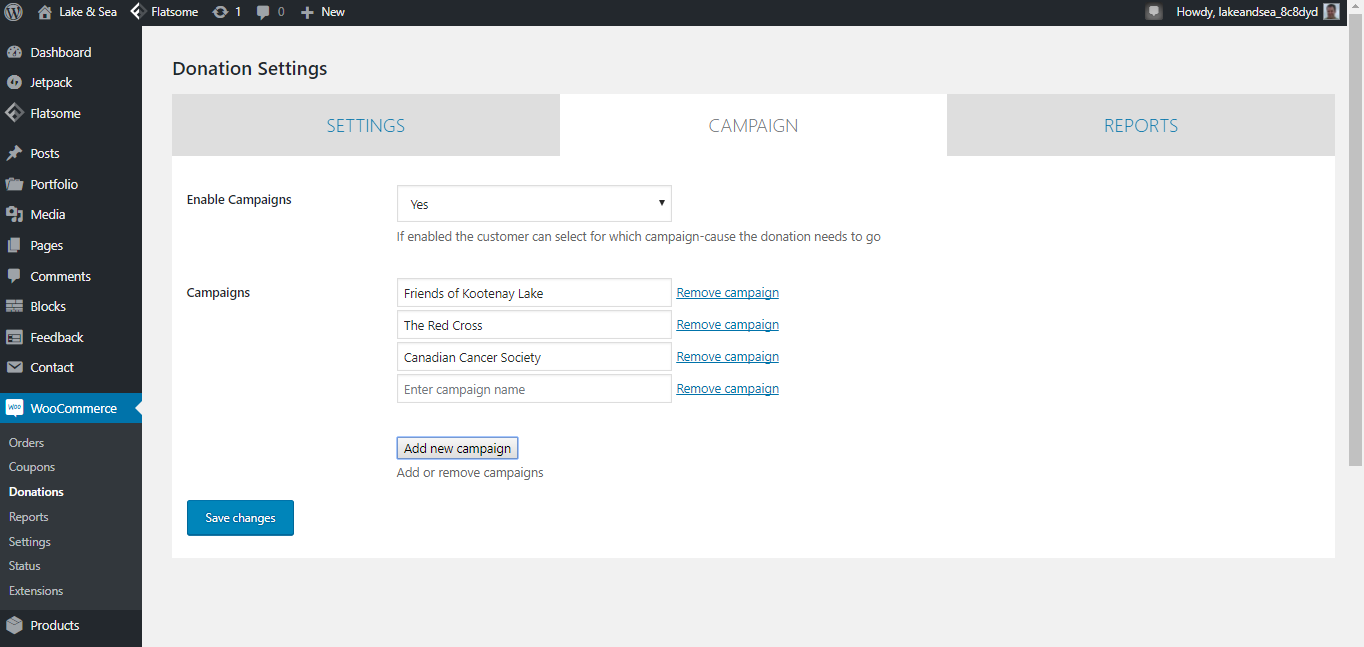 Lake & Sea Flatsome 1 0 New Howdy, lakeandsea_8c8dyd
Dashboard
Jetpack
Flatsome
Posts
Portfolio
Media
Pages
Comments
Blocks
Feedback
Contact
WooCommerce
Orders
Coupons
Donations
Reports
Settings
Status
Extensions
Products
Donation Settings
SETTINGS CAMPAIGN REPORTS
Enable Campaigns Yes
If enabled the customer can select for which campaign-cause the donation needs to go
Campaigns Friends of Kootenay Lake Remove campaign
The Red Cross Remove campaign
Canadian Cancer Society Remove campaign
Enter campaign name Remove campaign
Add new campaign
Add or remove campaigns
Save changes